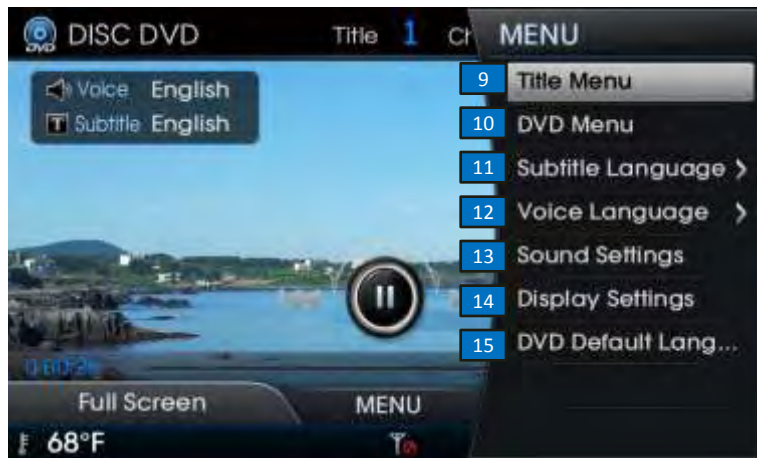 DVD DISC DVD Title 1 Ch
MENU
Voice English
Subtitle English
9 Title Menu
10 DVD Menu
11 Subtitle Language
12 Voice Language
13 Sound Settings
14 Display Settings
15 DVD Default Lang...
Full Screen MENU
68°F